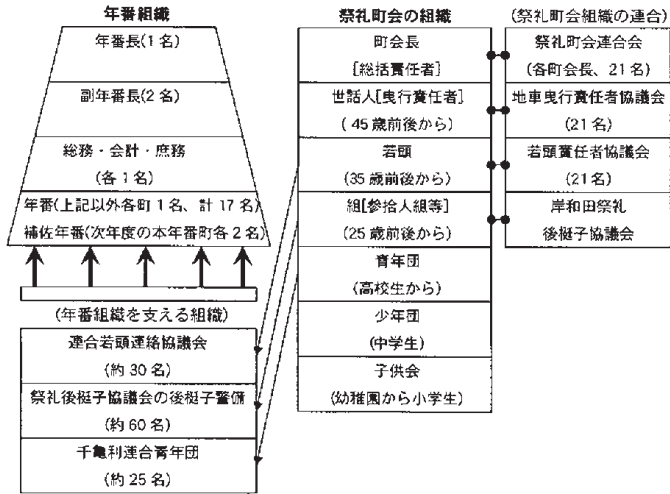 年番組織
年番長(1名)
副年番長(2名)
総務・会計・庶務
(各1名)
年番(上記以外各町1名、計17名)
補佐年番(次年度の本年番町各2名)
(年番組織を支える組織)
連合若頭連絡協議会
(約30名)
祭礼後梃子協議会の後梃子警備
(約60名)
千亀利連合青年団
(約25名)
祭礼町会の組織
町会長
[総括責任者]
世話人[曳行責任者]
(45歳前後から)
若頭
(35歳前後から)
組[参拾人組等]
(25歳前後から)
青年団
(高校生から)
少年団
(中学生)
子供会
(幼稚園から小学生)
(祭礼町会組織の連合)
祭礼町会連合会
(各町会長、21名)
地車曳行責任者協議会
(21名)
若頭責任者協議会
(21名)
岸和田祭礼
後梃子協議会